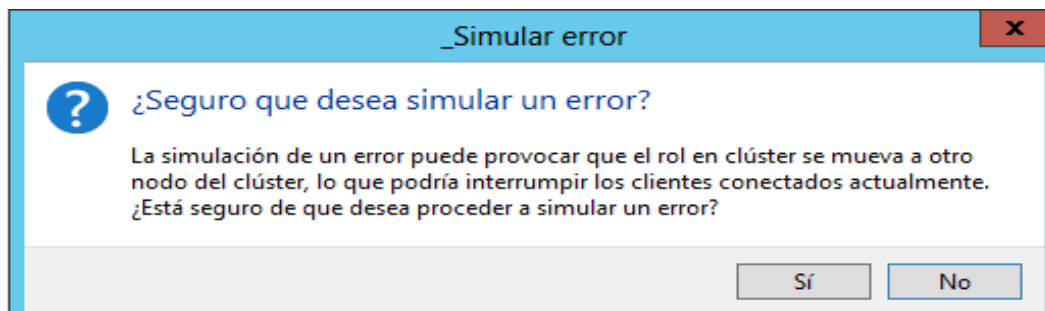 _Simular error
x
¿Seguro que desea simular un error?
?
La simulación de un error puede provocar que el rol en clúster se mueva a otro
nodo del clúster, lo que podría interrumpir los clientes conectados actualmente.
¿Está seguro de que desea proceder a simular un error?
Sí
No